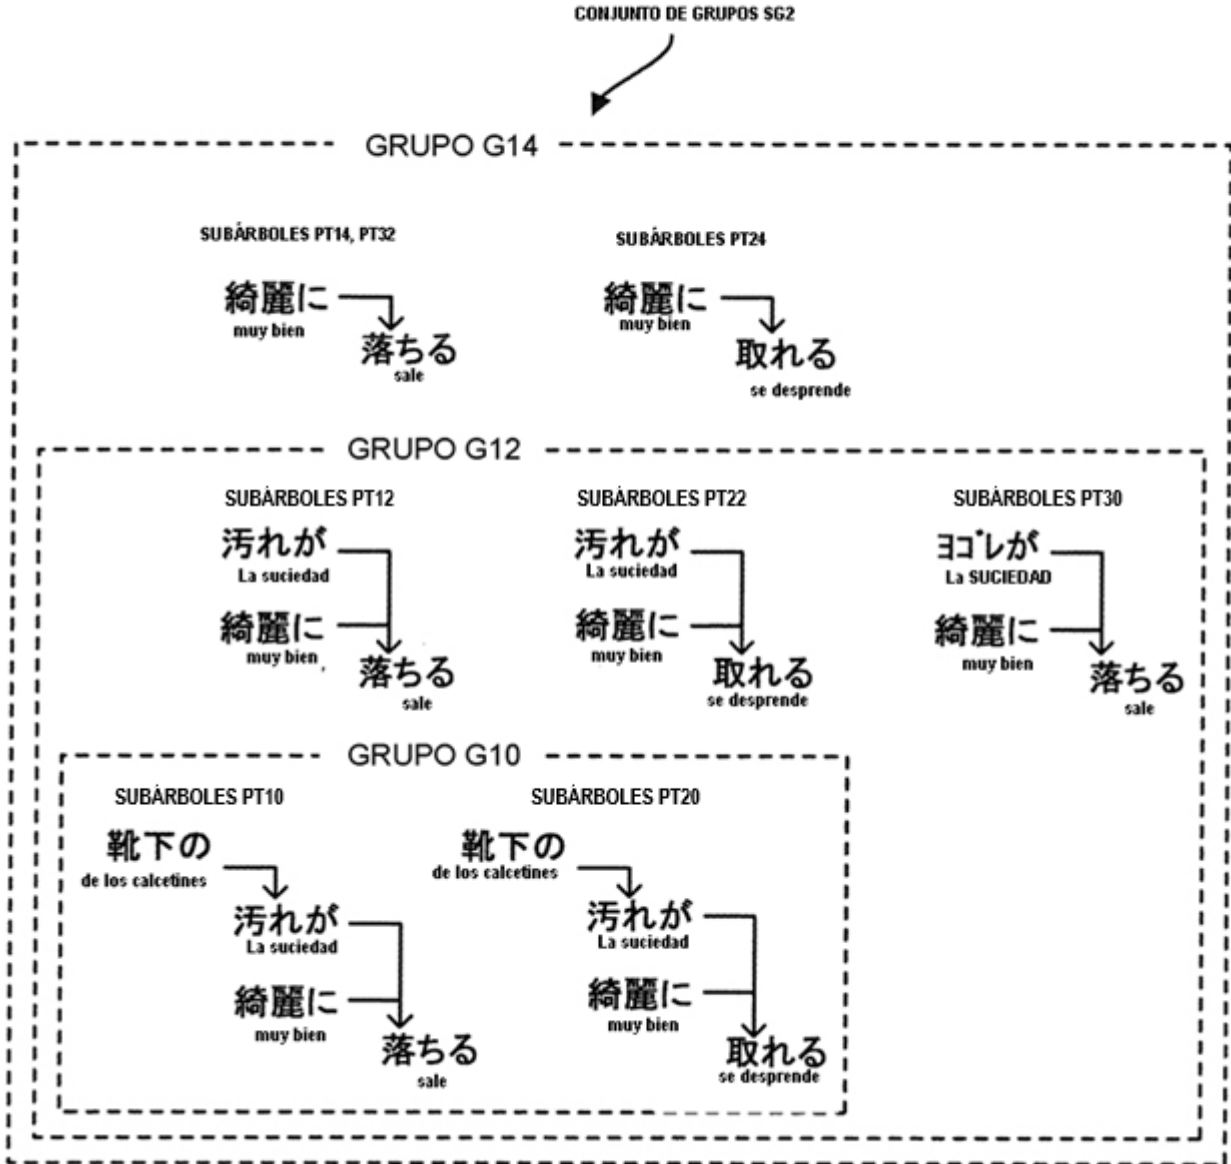 CONJUNTO DE GRUPOS SG2
GRUPO G14
SUBÁRBOLES PT14, PT32
SUBÁRBOLES PT24
綺麗に
muy bien
落ちる
sale
綺麗に
muy bien
取れる
se desprende
GRUPO G12
SUBÁRBOLES PT12
SUBÁRBOLES PT22
SUBÁRBOLES PT30
汚れが
La suciedad
綺麗に
muy bien
落ちる
sale
汚れが
La suciedad
綺麗に
muy bien
取れる
se desprende
ﾖｺﾞﾚが
La SUCIEDAD
綺麗に
muy bien
落ちる
sale
GRUPO G10
SUBÁRBOLES PT10
SUBÁRBOLES PT20
靴下の
de los calcetines
汚れが
La suciedad
綺麗に
muy bien
落ちる
sale
靴下の
de los calcetines
汚れが
La suciedad
綺麗に
muy bien
取れる
se desprende